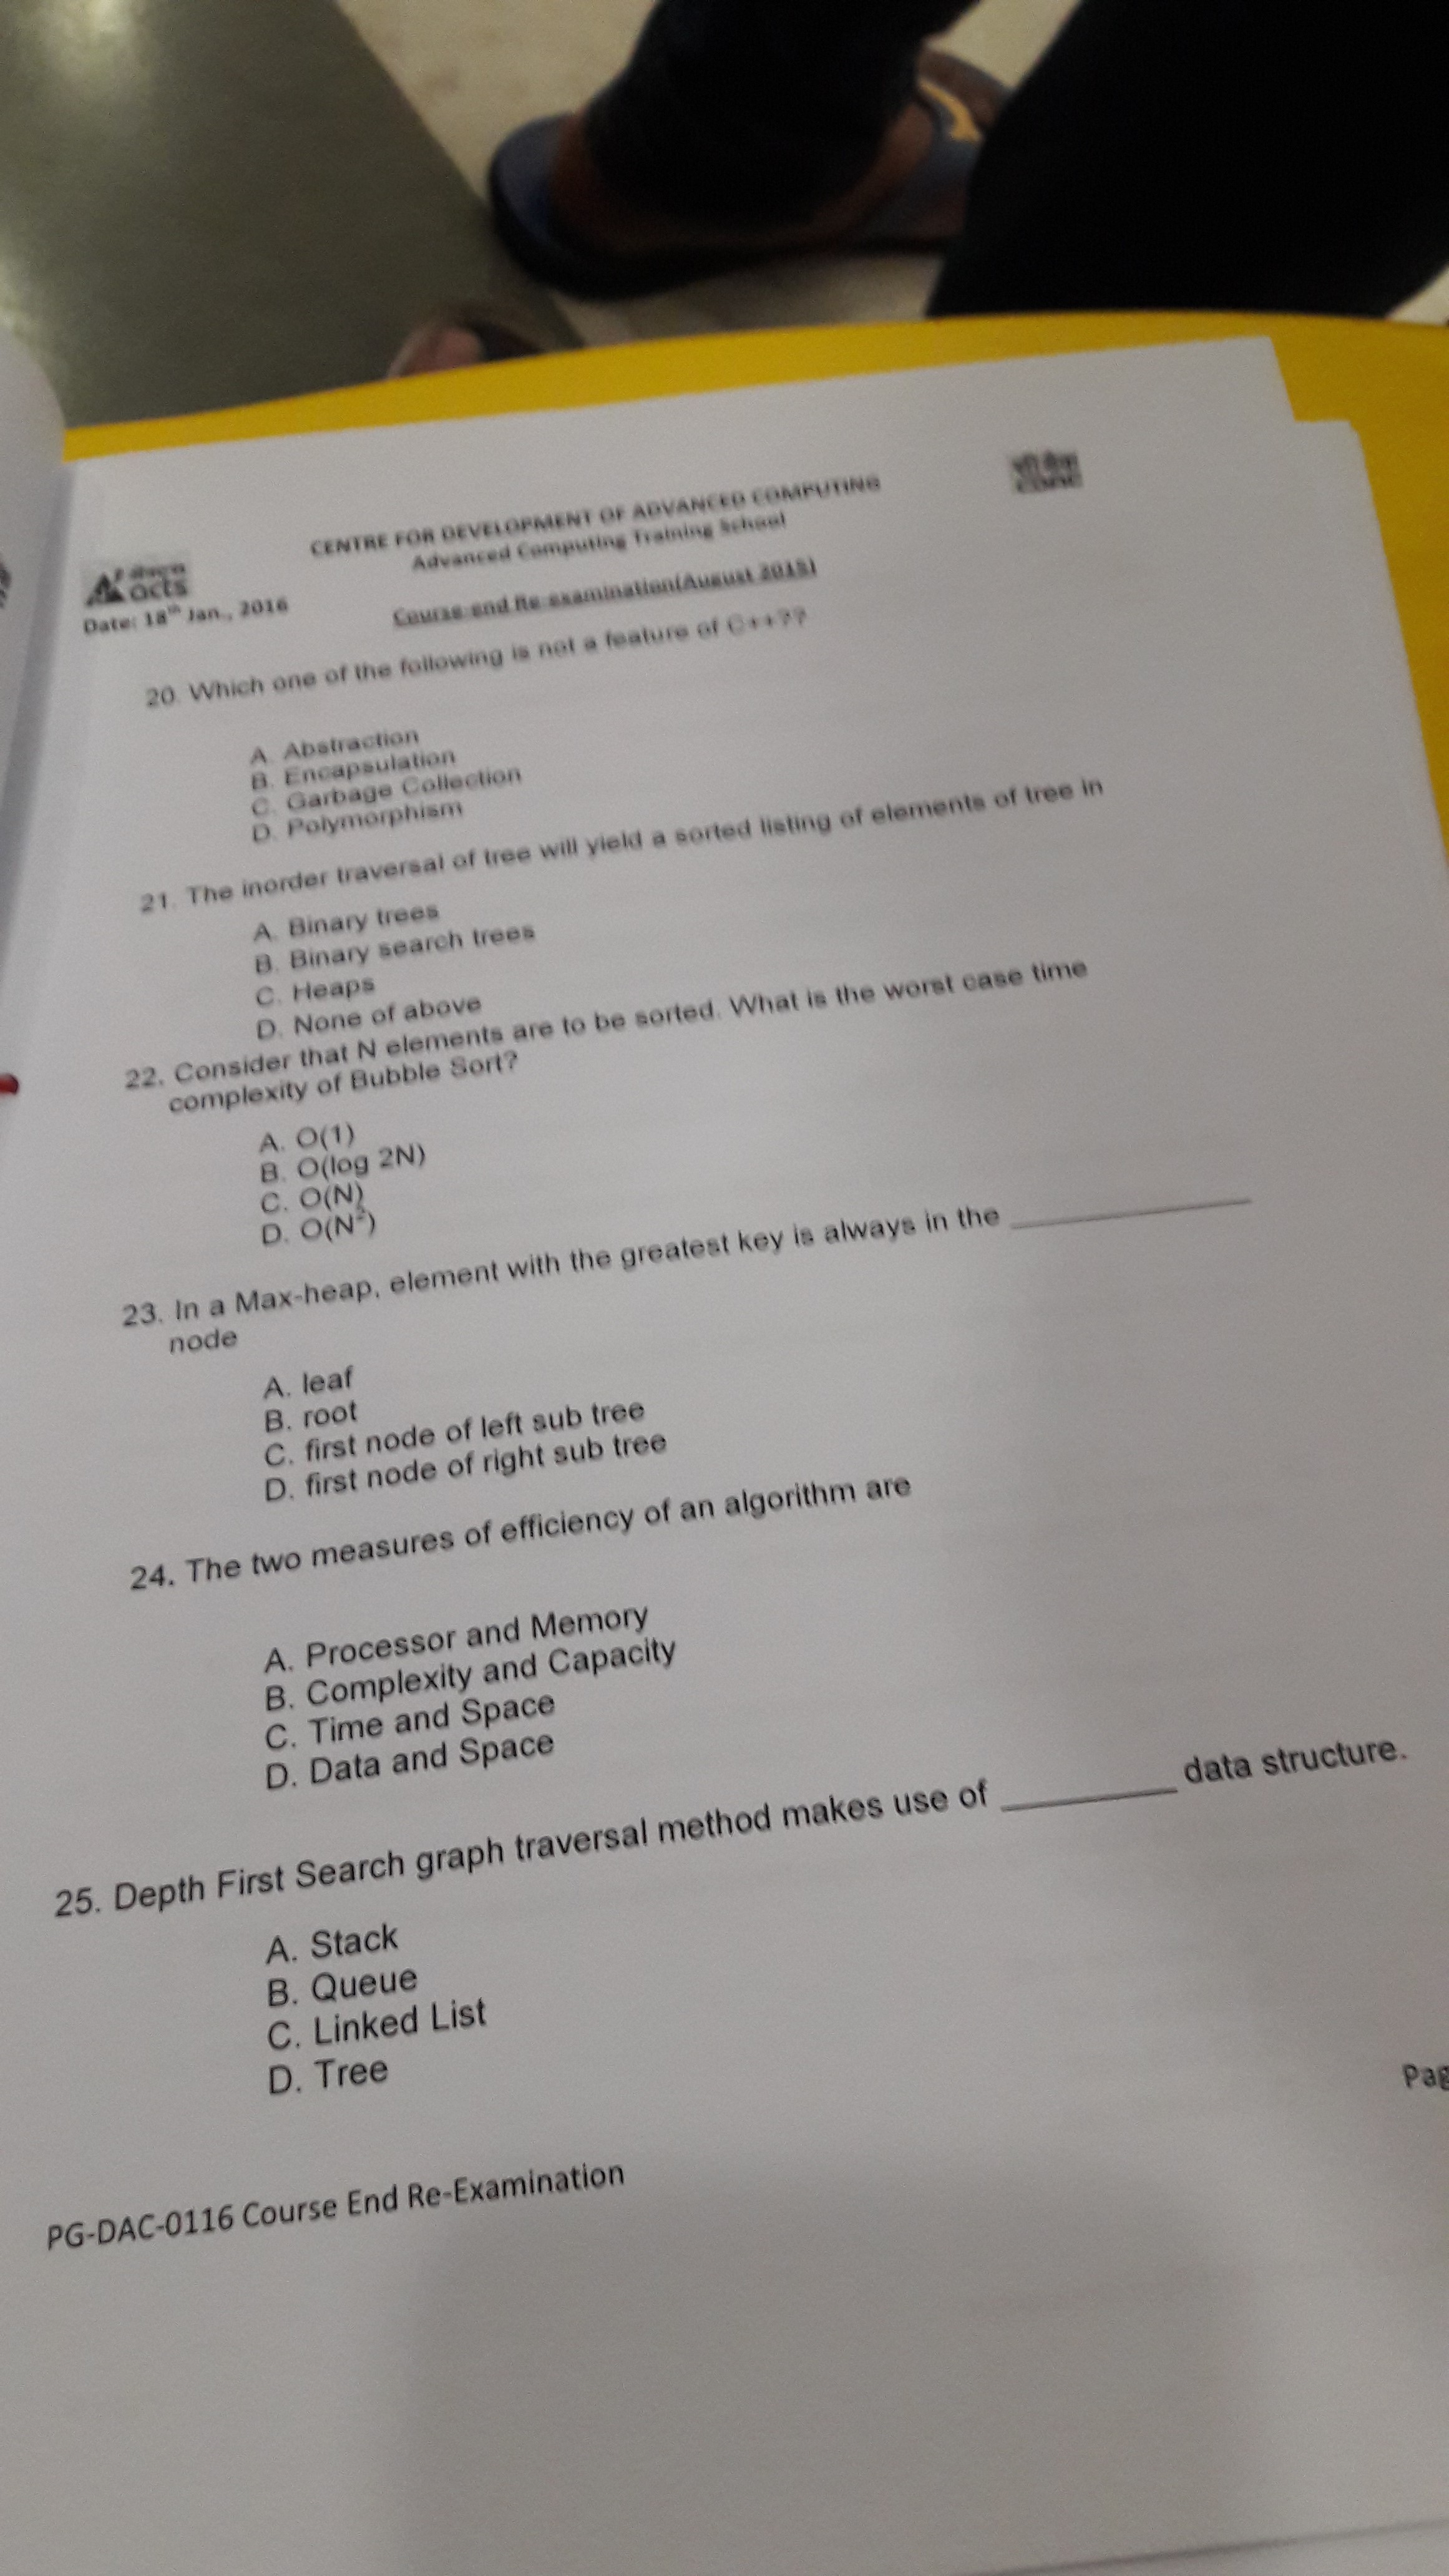 CENTRE FOR DEVELOPMENT OF ADVANCED COMPUTING
Advanced Computing Training School
acts
Date: 18th Jan., 2016
Course end Re-examination(August 2015)
20. Which one of the following is not a feature of C++??
A. Abstraction
B. Encapsulation
C. Garbage Collection
D. Polymorphism
21. The inorder traversal of tree will yield a sorted listing of elements of tree in
A. Binary trees
B. Binary search trees
C. Heaps
D. None of above
22. Consider that N elements are to be sorted. What is the worst case time
complexity of Bubble Sort?
A. O(1)
B. O(log 2N)
C. O(N)
D. O(N²)
23. In a Max-heap, element with the greatest key is always in the ____________
node
A. leaf
B. root
C. first node of left sub tree
D. first node of right sub tree
24. The two measures of efficiency of an algorithm are
A. Processor and Memory
B. Complexity and Capacity
C. Time and Space
D. Data and Space
25. Depth First Search graph traversal method makes use of _________ data structure.
A. Stack
B. Queue
C. Linked List
D. Tree
Pag
PG-DAC-0116 Course End Re-Examination